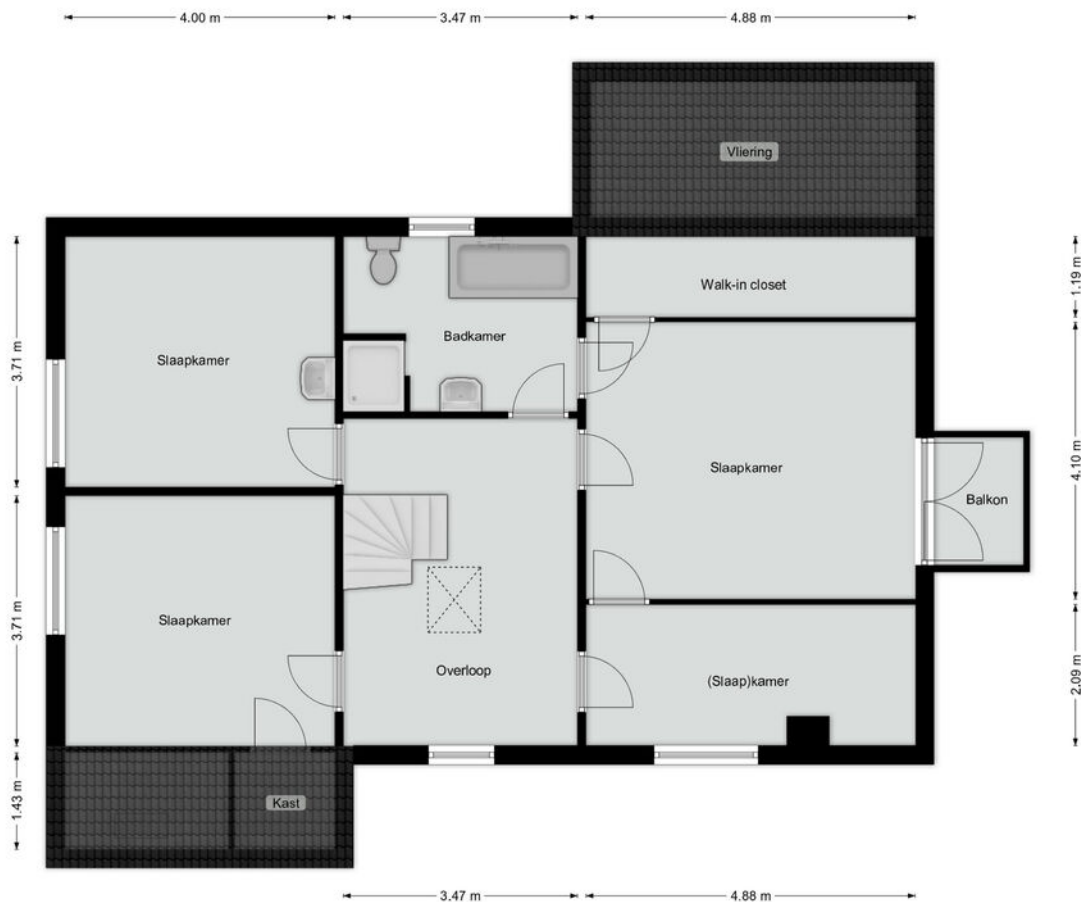 4.00 m
3.47 m
4.88 m
Vliering
1.19 m
Walk-in closet
3.71 m
Slaapkamer
Badkamer
Slaapkamer
4.10 m
Balkon
3.71 m
Slaapkamer
Overloop
(Slaap)kamer
2.09 m
1.43 m
Kast
3.47 m
4.88 m